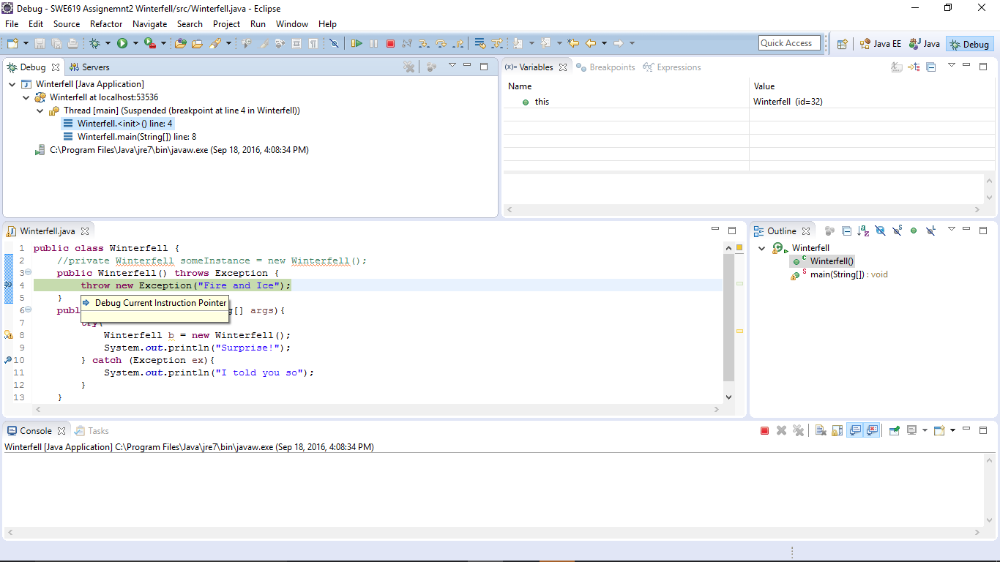 Debug - SWE619 Assignemnt2 Winterfell/src/Winterfell.java - Eclipse
File Edit Source Refactor Navigate Search Project Run Window Help
Quick Access Java EE Java Debug
Debug Servers
Winterfell [Java Application]
Winterfell at localhost:53536
Thread [main] (Suspended (breakpoint at line 4 in Winterfell))
Winterfell.<init>() line: 4
Winterfell.main(String[]) line: 8
C:\Program Files\Java\jre7\bin\javaw.exe (Sep 18, 2016, 4:08:34 PM)
(x)= Variables Breakpoints Expressions
Name Value
this Winterfell (id=32)
Winterfell.java
1 public class Winterfell {
2 //private Winterfell someInstance = new Winterfell();
3 public Winterfell() throws Exception {
4 throw new Exception("Fire and Ice");
5 }
Debug Current Instruction Pointer
6 publ g[] args){
7 try{
8 Winterfell b = new Winterfell();
9 System.out.println("Surprise!");
10 } catch (Exception ex){
11 System.out.println("I told you so");
12 }
13 }
Outline
Winterfell
Winterfell()
main(String[]) : void
Console Tasks
Winterfell [Java Application] C:\Program Files\Java\jre7\bin\javaw.exe (Sep 18, 2016, 4:08:34 PM)